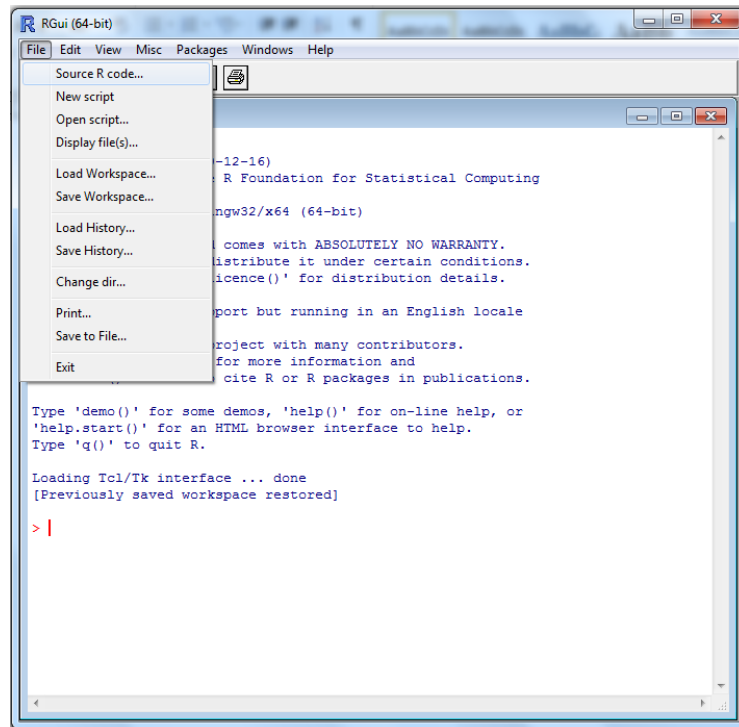 RGui (64-bit)
File Edit View Misc Packages Windows Help
Source R code...
New script
Open script...
Display file(s)...
Load Workspace...
Save Workspace...
Load History...
Save History...
Change dir...
Print...
Save to File...
Exit
-12-16)
R Foundation for Statistical Computing
ngw32/x64 (64-bit)
comes with ABSOLUTELY NO WARRANTY.
distribute it under certain conditions.
icence()' for distribution details.
port but running in an English locale
roject with many contributors.
for more information and
cite R or R packages in publications.
Type 'demo()' for some demos, 'help()' for on-line help, or
'help.start()' for an HTML browser interface to help.
Type 'q()' to quit R.
Loading Tcl/Tk interface ... done
[Previously saved workspace restored]
>